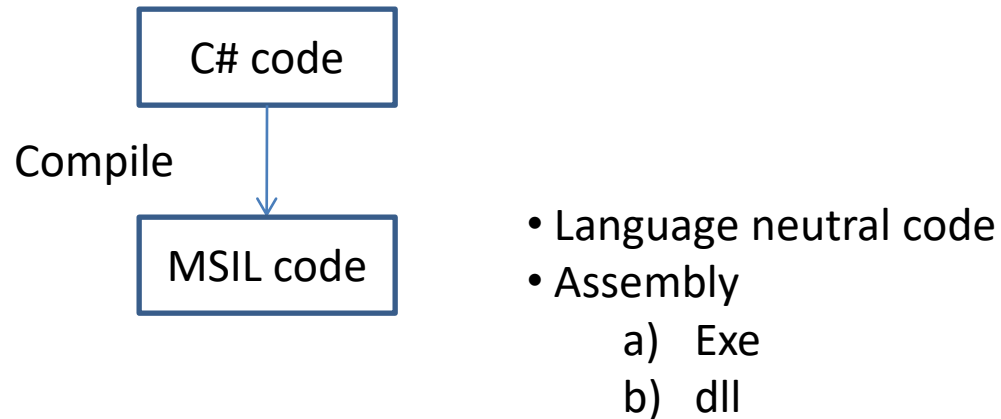 C# code
Compile
MSIL code
• Language neutral code
• Assembly
a) Exe
b) dll